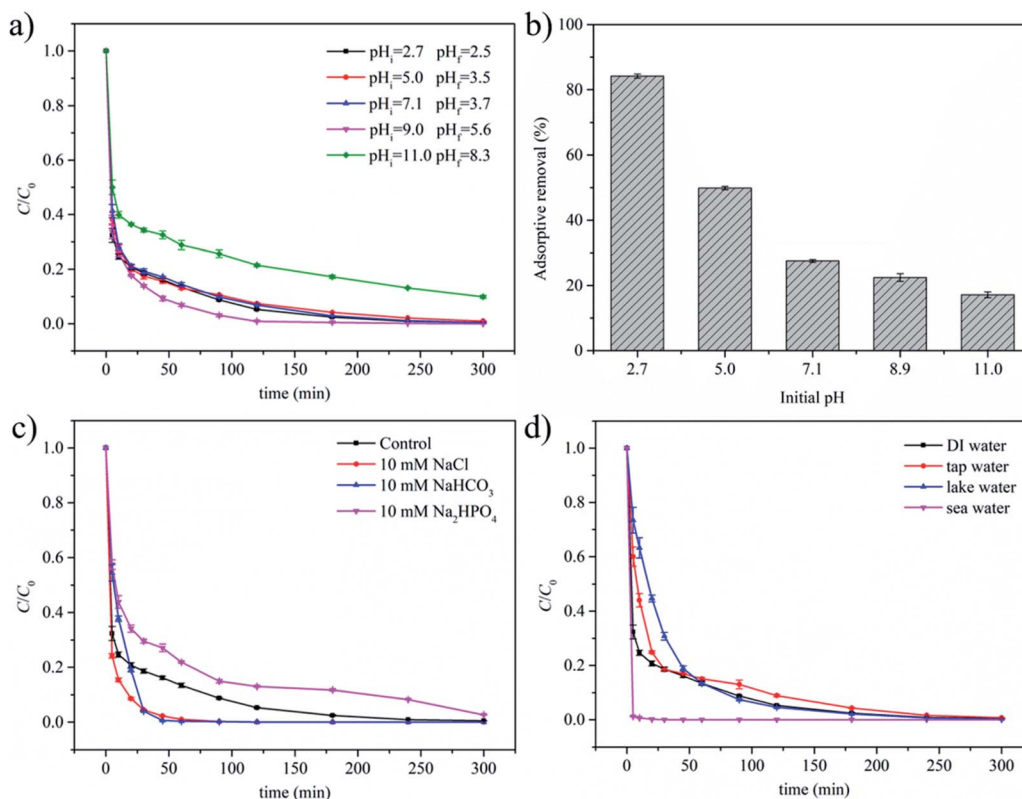 a)
1.0
0.8
0.6
0.4
0.2
0.0
C/C₀
pHᵢ=2.7 pH_f=2.5
pHᵢ=5.0 pH_f=3.5
pHᵢ=7.1 pH_f=3.7
pHᵢ=9.0 pH_f=5.6
pHᵢ=11.0 pH_f=8.3
0 50 100 150 200 250 300
time (min)
b)
100
80
60
40
20
0
Adsorptive removal (%)
2.7 5.0 7.1 8.9 11.0
Initial pH
c)
1.0
0.8
0.6
0.4
0.2
0.0
C/C₀
Control
10 mM NaCl
10 mM NaHCO₃
10 mM Na₂HPO₄
0 50 100 150 200 250 300
time (min)
d)
1.0
0.8
0.6
0.4
0.2
0.0
C/C₀
DI water
tap water
lake water
sea water
0 50 100 150 200 250 300
time (min)